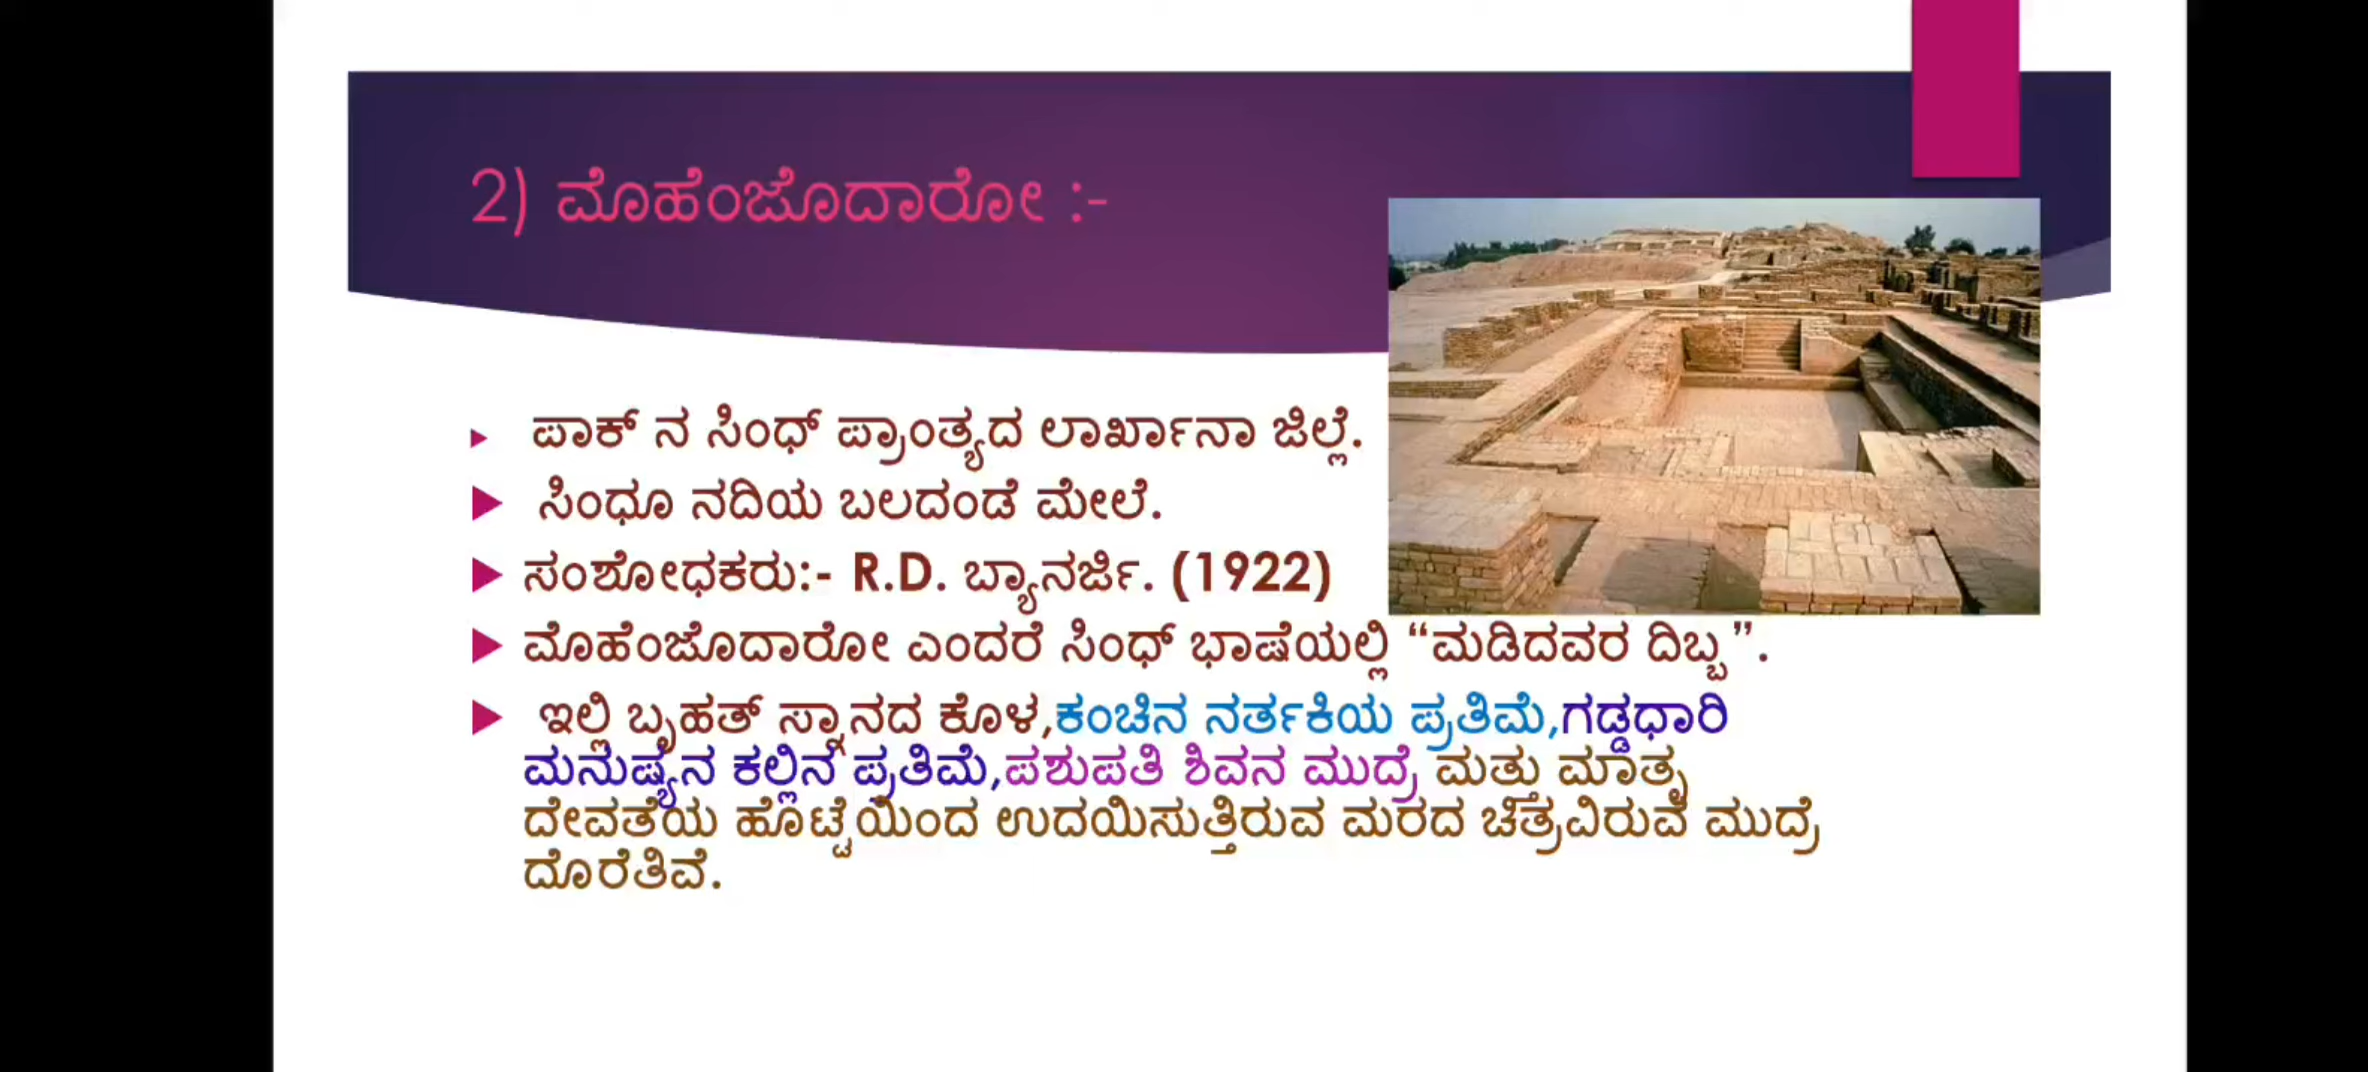 2) ಮೊಹೆಂಜೊದಾರೋ :-
ಪಾಕ್ ನ ಸಿಂಧ್ ಪ್ರಾಂತ್ಯದ ಲಾರ್ಖಾನಾ ಜಿಲ್ಲೆ.
ಸಿಂಧೂ ನದಿಯ ಬಲದಂಡೆ ಮೇಲೆ.
ಸಂಶೋಧಕರು:- R.D. ಬ್ಯಾನರ್ಜಿ. (1922)
ಮೊಹೆಂಜೊದಾರೋ ಎಂದರೆ ಸಿಂಧ್ ಭಾಷೆಯಲ್ಲಿ “ಮಡಿದವರ ದಿಬ್ಬ”.
ಇಲ್ಲಿ ಬೃಹತ್ ಸ್ನಾನದ ಕೊಳ,ಕಂಚಿನ ನರ್ತಕಿಯ ಪ್ರತಿಮೆ,ಗಡ್ಡಧಾರಿ
ಮನುಷ್ಯನ ಕಲ್ಲಿನ ಪ್ರತಿಮೆ,ಪಶುಪತಿ ಶಿವನ ಮುದ್ರೆ ಮತ್ತು ಮಾತೃ
ದೇವತೆಯ ಹೊಟ್ಟೆಯಿಂದ ಉದಯಿಸುತ್ತಿರುವ ಮರದ ಚಿತ್ರವಿರುವ ಮುದ್ರೆ
ದೊರೆತಿವೆ.